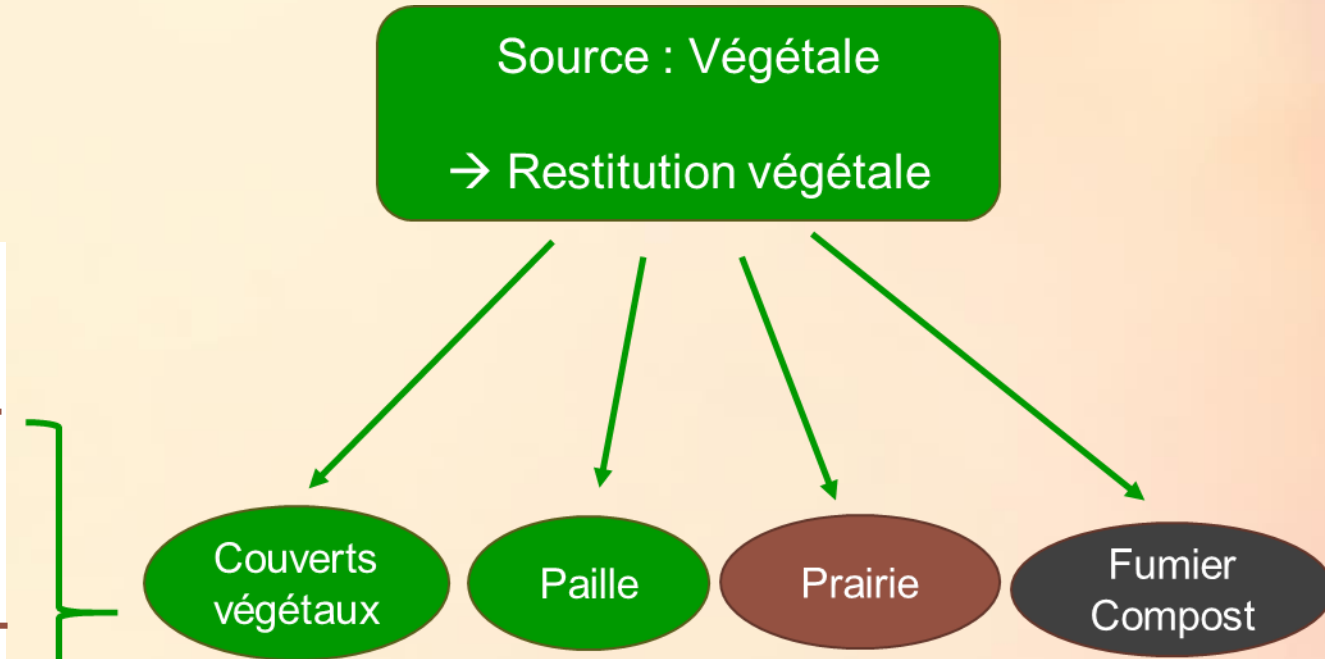 Source : Végétale
→ Restitution végétale
Couverts
végétaux
Paille
Prairie
Fumier
Compost